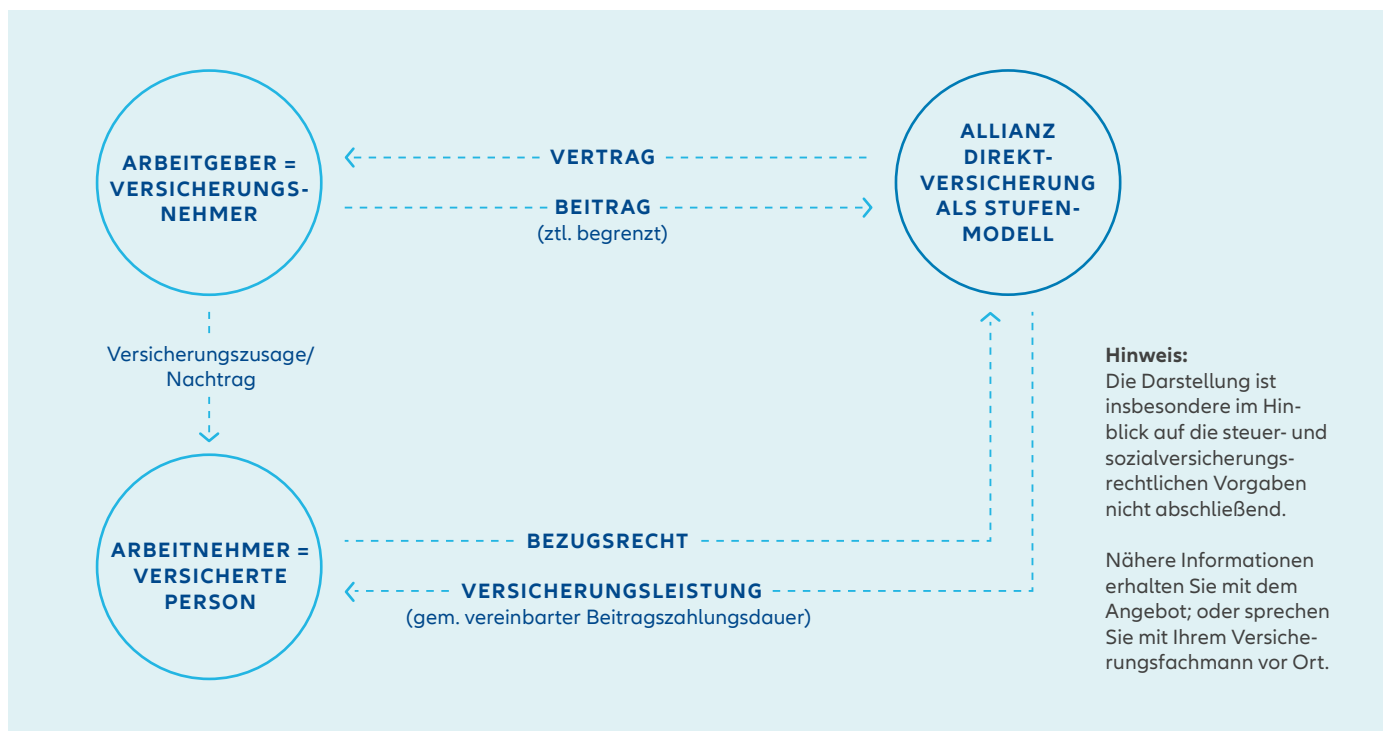 ARBEITGEBER =
VERSICHERUNGS-
NEHMER
VERTRAG
BEITRAG
(ztl. begrenzt)
ALLIANZ
DIREKT-
VERSICHERUNG
ALS STUFEN-
MODELL
Versicherungszusage/
Nachtrag
ARBEITNEHMER =
VERSICHERTE
PERSON
BEZUGSRECHT
VERSICHERUNGSLEISTUNG
(gem. vereinbarter Beitragszahlungsdauer)
Hinweis:
Die Darstellung ist
insbesondere im Hin-
blick auf die steuer- und
sozialversicherungs-
rechtlichen Vorgaben
nicht abschließend.
Nähere Informationen
erhalten Sie mit dem
Angebot; oder sprechen
Sie mit Ihrem Versiche-
rungsfachmann vor Ort.